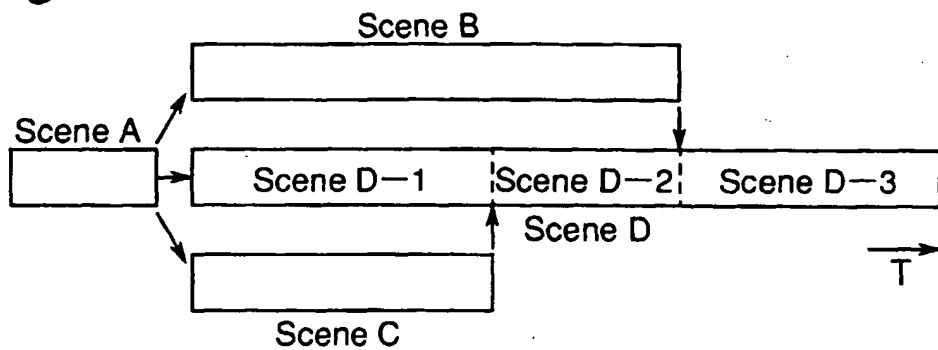 Scene B
Scene A
Scene D—1 Scene D—2 Scene D—3
Scene D
T
Scene C